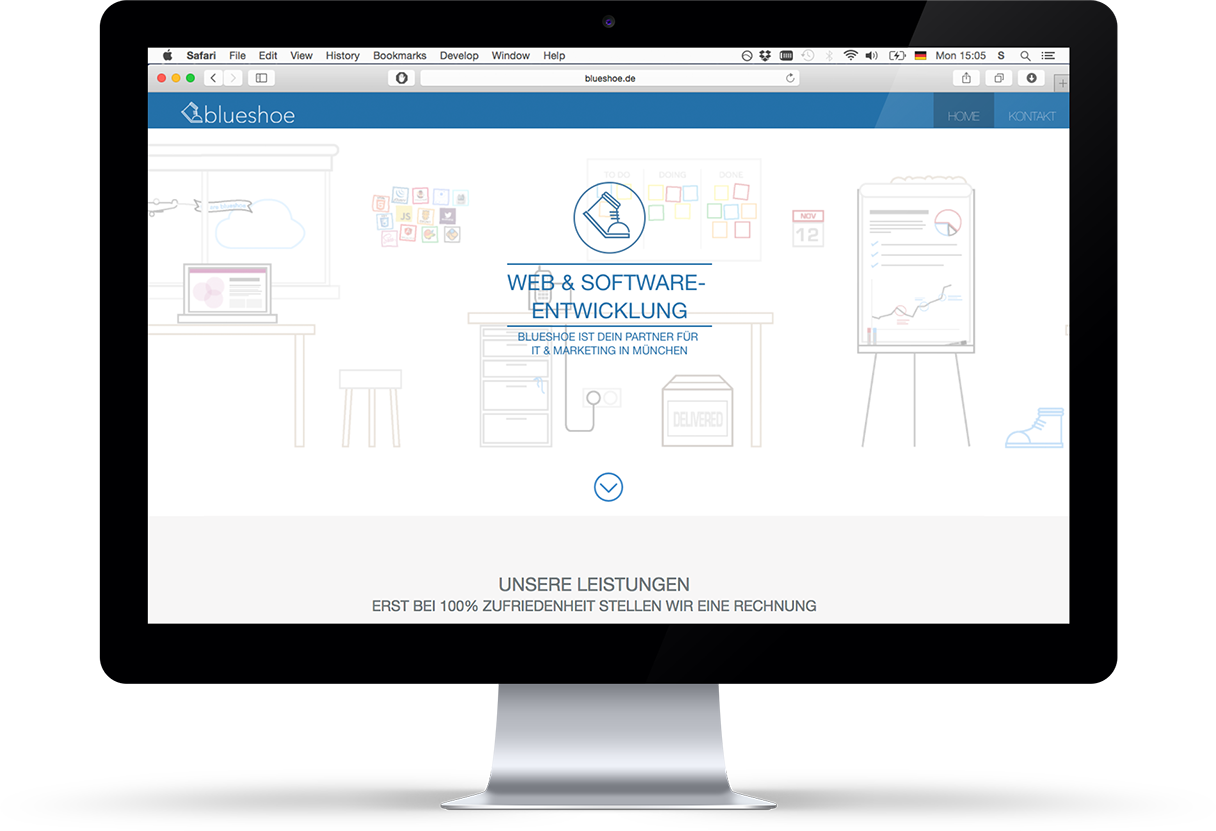 Safari File Edit View History Bookmarks Develop Window Help Mon 15:05 S
blueshoe.de
blueshoe HOME KONTAKT
TO DO DOING DONE
we blueshoe
JS
NOV
12
WEB & SOFTWARE-
ENTWICKLUNG
BLUESHOE IST DEIN PARTNER FÜR
IT & MARKETING IN MÜNCHEN
DELIVERED
UNSERE LEISTUNGEN
ERST BEI 100% ZUFRIEDENHEIT STELLEN WIR EINE RECHNUNG